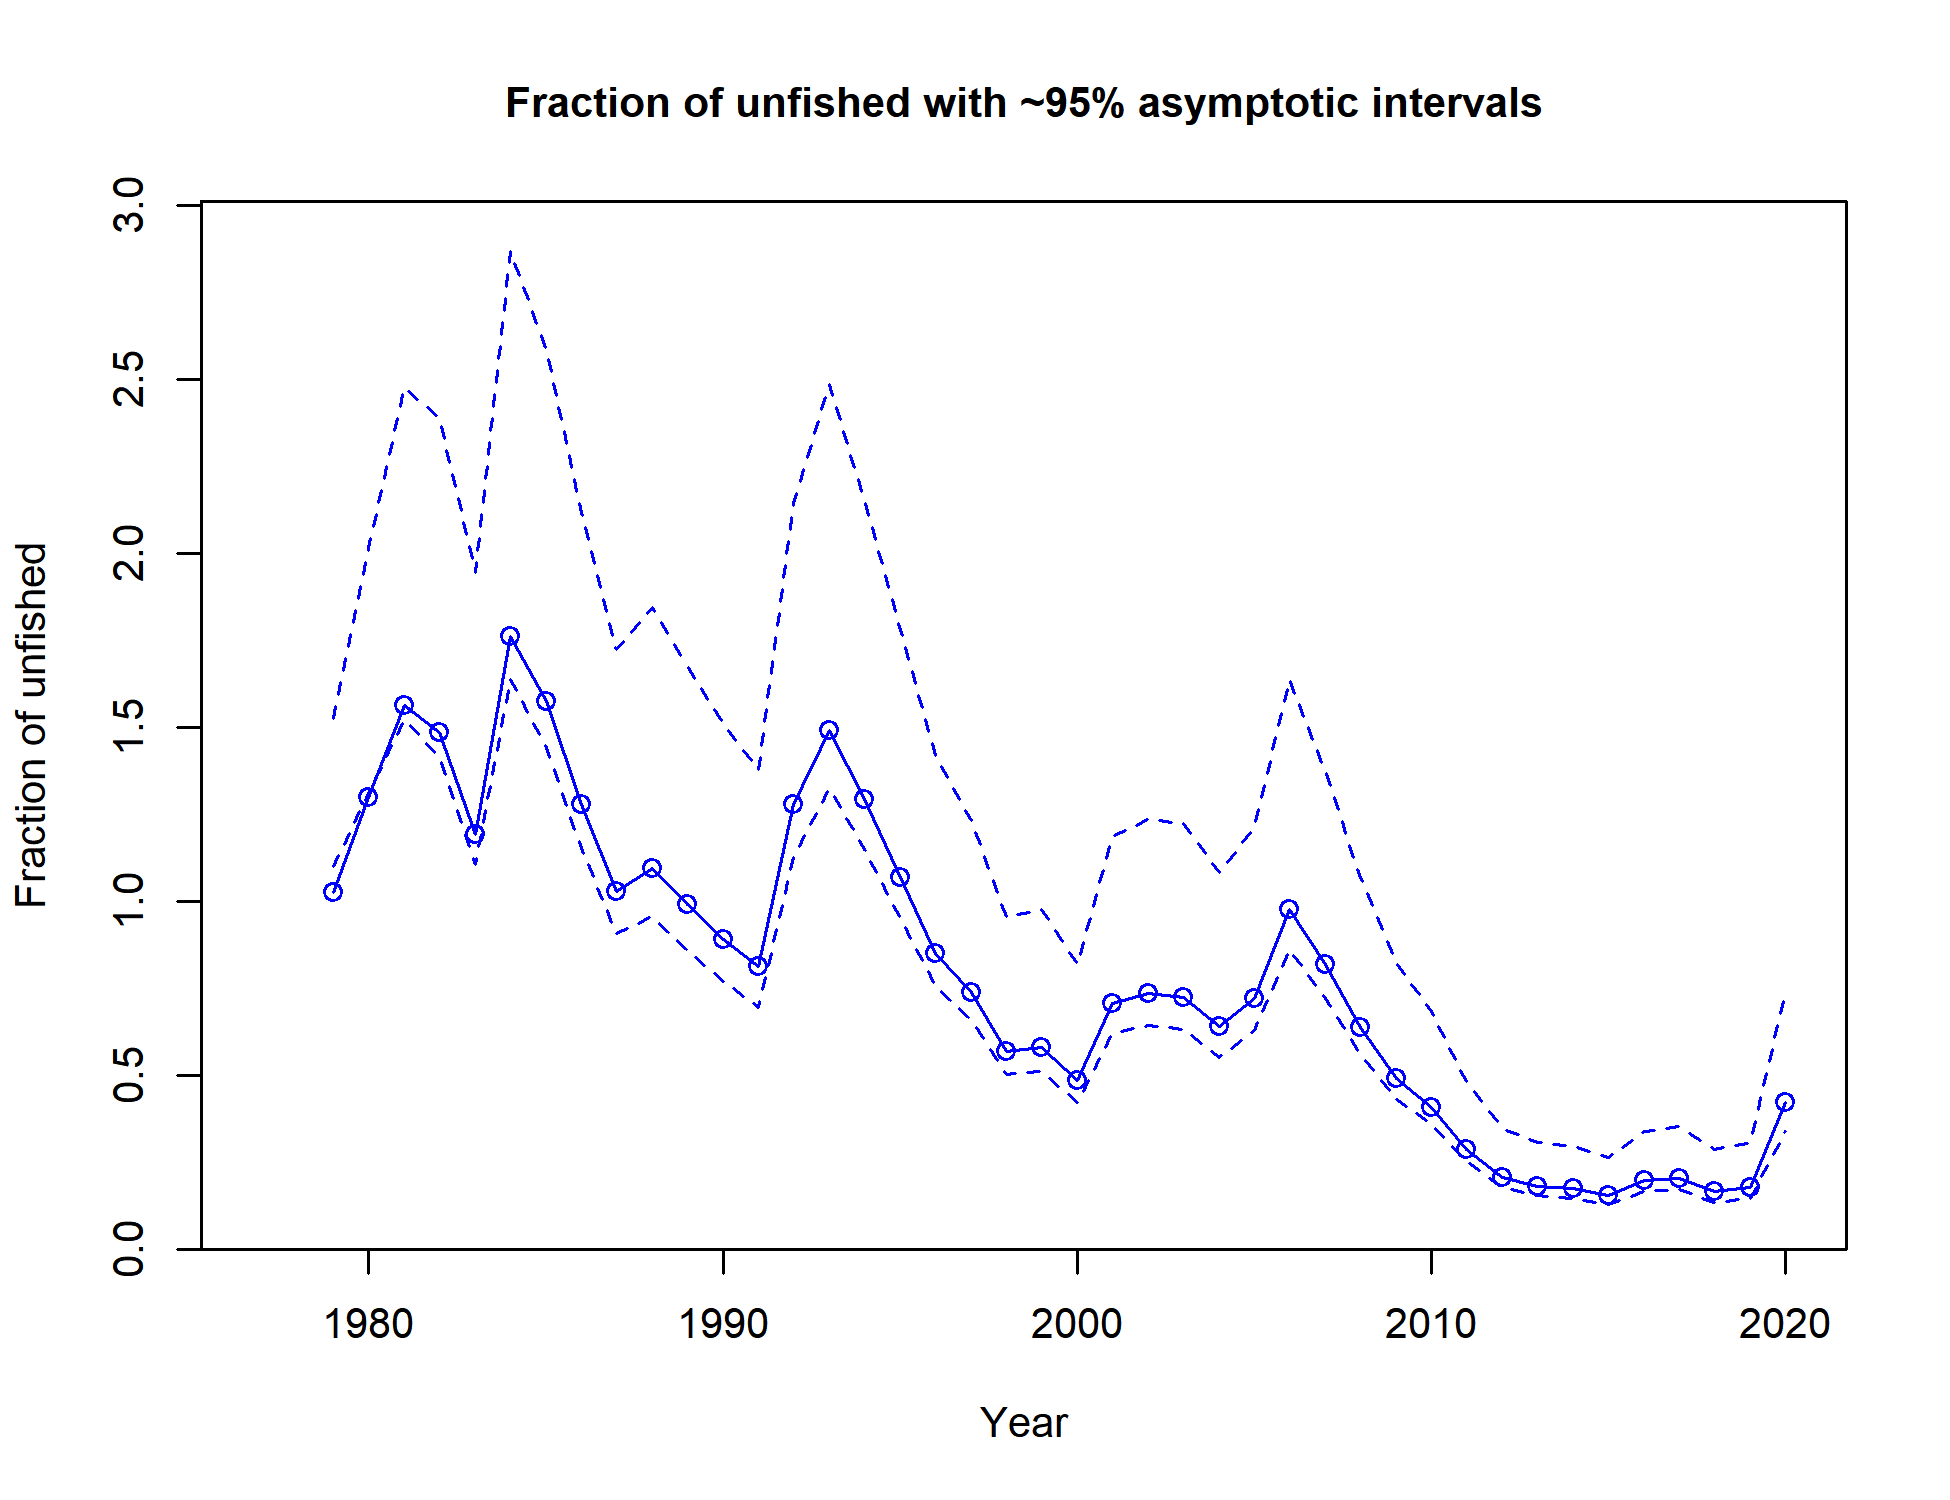 Fraction of unfished with ~95% asymptotic intervals
Fraction of unfished
3.0
2.5
2.0
1.5
1.0
0.5
0.0
1980 1990 2000 2010 2020
Year